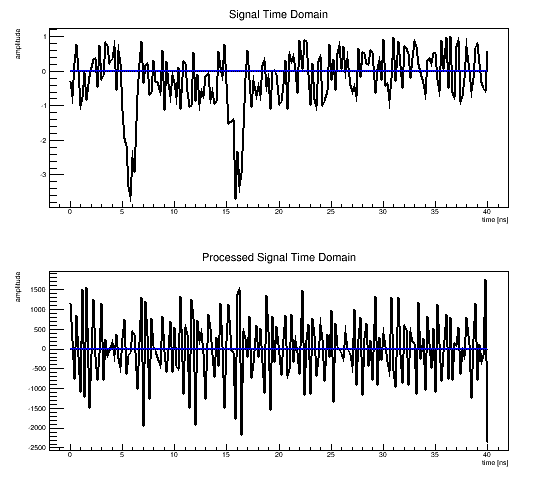 Signal Time Domain
amplitude
1
0
-1
-2
-3
0 5 10 15 20 25 30 35 40
time [ns]
Processed Signal Time Domain
amplitude
1500
1000
500
0
-500
-1000
-1500
-2000
-2500
0 5 10 15 20 25 30 35 40
time [ns]